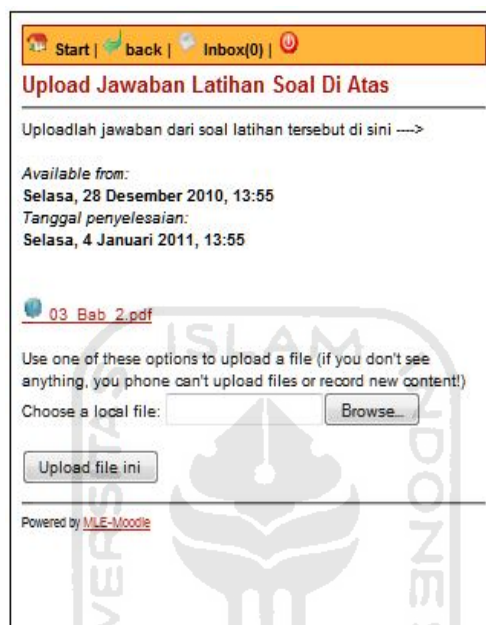 Start | back | Inbox(0) |
Upload Jawaban Latihan Soal Di Atas
Uploadlah jawaban dari soal latihan tersebut di sini ---->
Available from:
Selasa, 28 Desember 2010, 13:55
Tanggal penyelesaian:
Selasa, 4 Januari 2011, 13:55
03_Bab_2.pdf
Use one of these options to upload a file (if you don't see
anything, you phone can't upload files or record new content!)
Choose a local file: Browse...
Upload file ini
Powered by MLE-Moodle
ISLAM